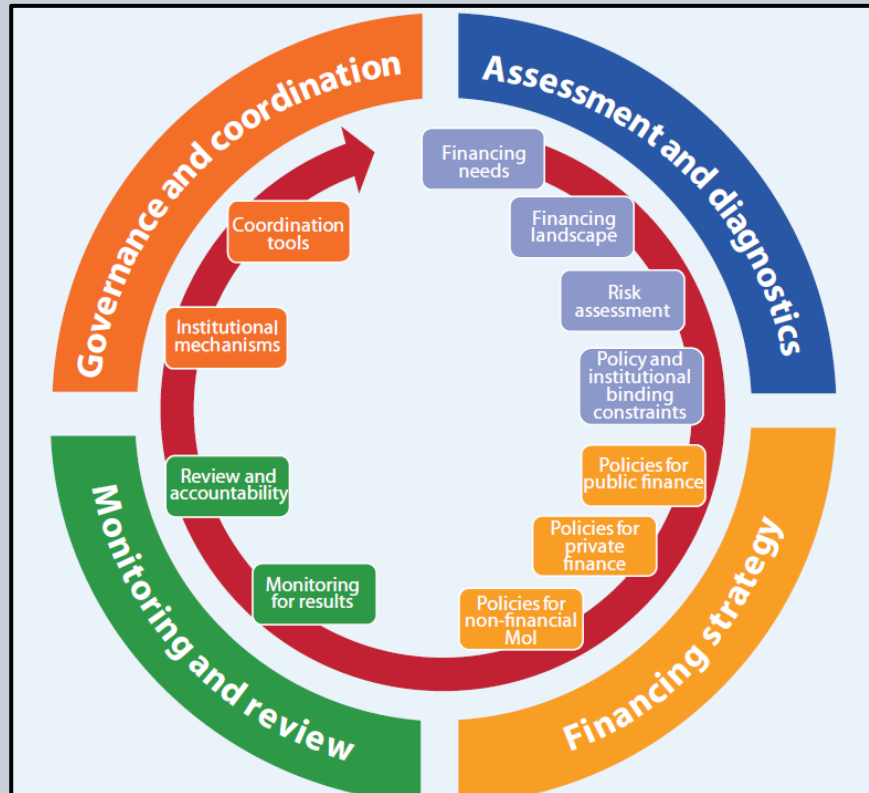 Assessment and diagnostics
Financing
needs
Financing
landscape
Risk
assessment
Policy and
institutional
binding
constraints
Financing strategy
Policies for
public finance
Policies for
private
finance
Policies for
non-financial
MoI
Monitoring and review
Monitoring
for results
Review and
accountability
Governance and coordination
Institutional
mechanisms
Coordination
tools